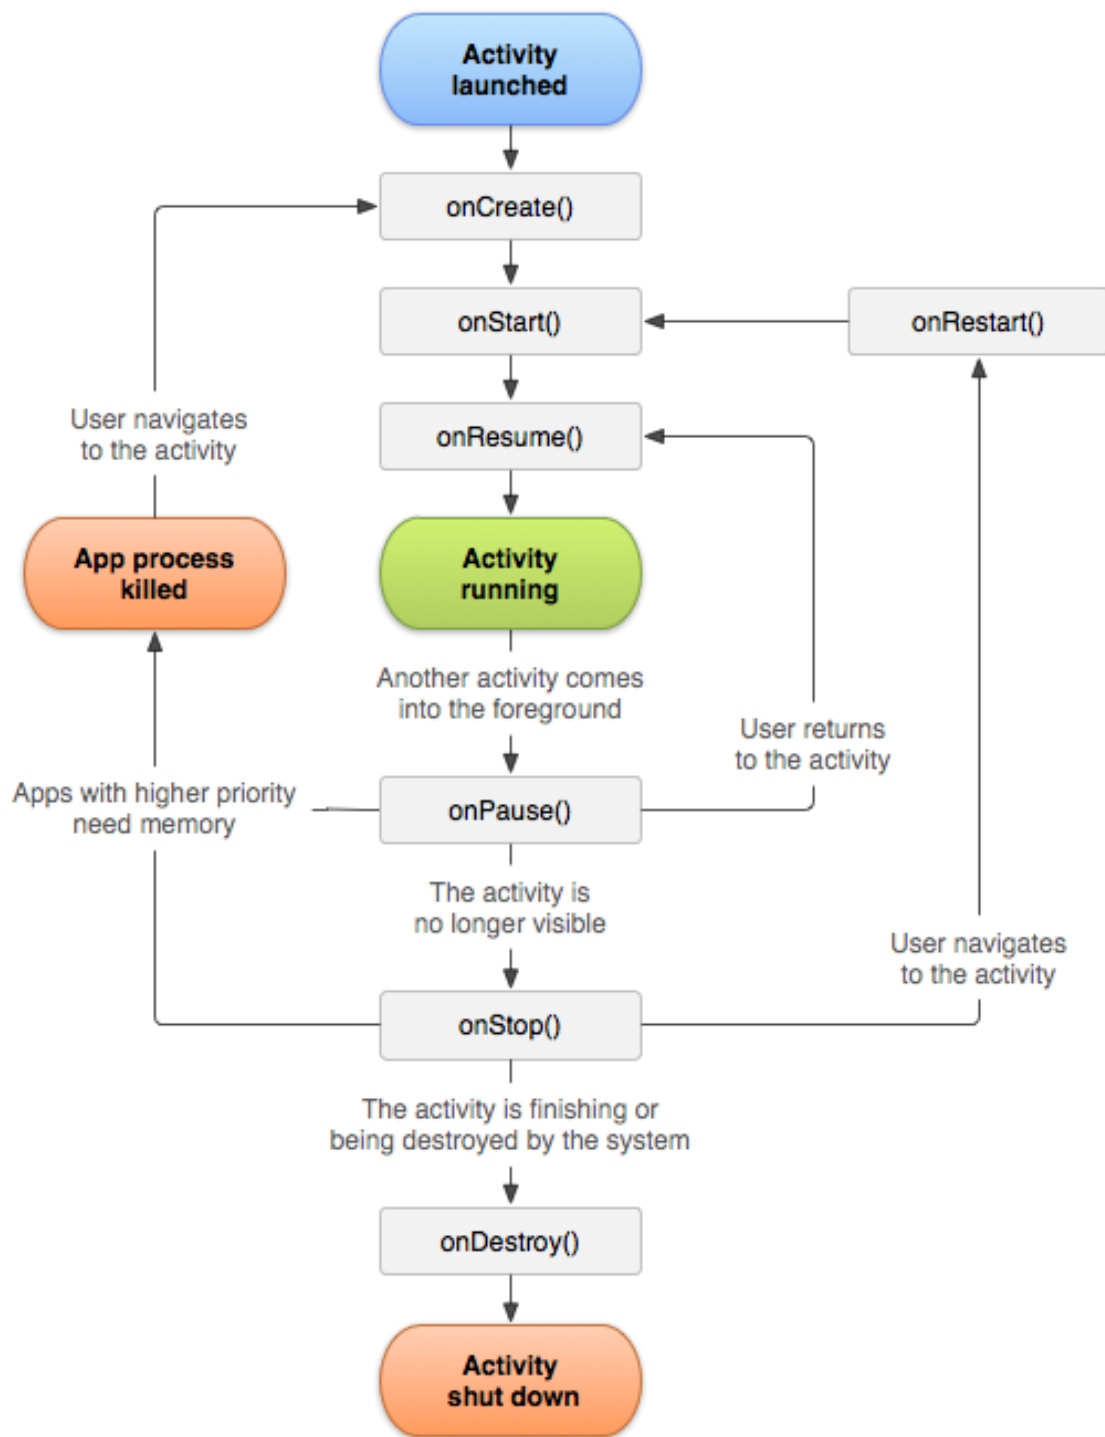 Activity
launched
onCreate()
onStart()
onRestart()
User navigates
to the activity
onResume()
App process
killed
Activity
running
Another activity comes
into the foreground
User returns
to the activity
Apps with higher priority
need memory
onPause()
The activity is
no longer visible
User navigates
to the activity
onStop()
The activity is finishing or
being destroyed by the system
onDestroy()
Activity
shut down